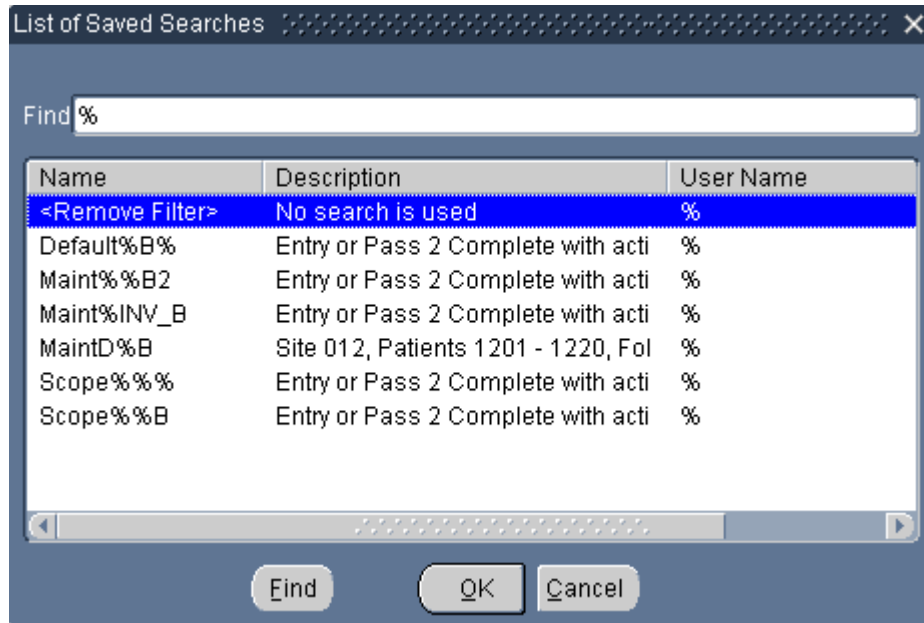 List of Saved Searches
Find %
Name Description User Name
<Remove Filter> No search is used %
Default%B% Entry or Pass 2 Complete with acti %
Maint%%B2 Entry or Pass 2 Complete with acti %
Maint%INV_B Entry or Pass 2 Complete with acti %
MaintD%B Site 012, Patients 1201 - 1220, Fol %
Scope%%% Entry or Pass 2 Complete with acti %
Scope%%B Entry or Pass 2 Complete with acti %
Find OK Cancel